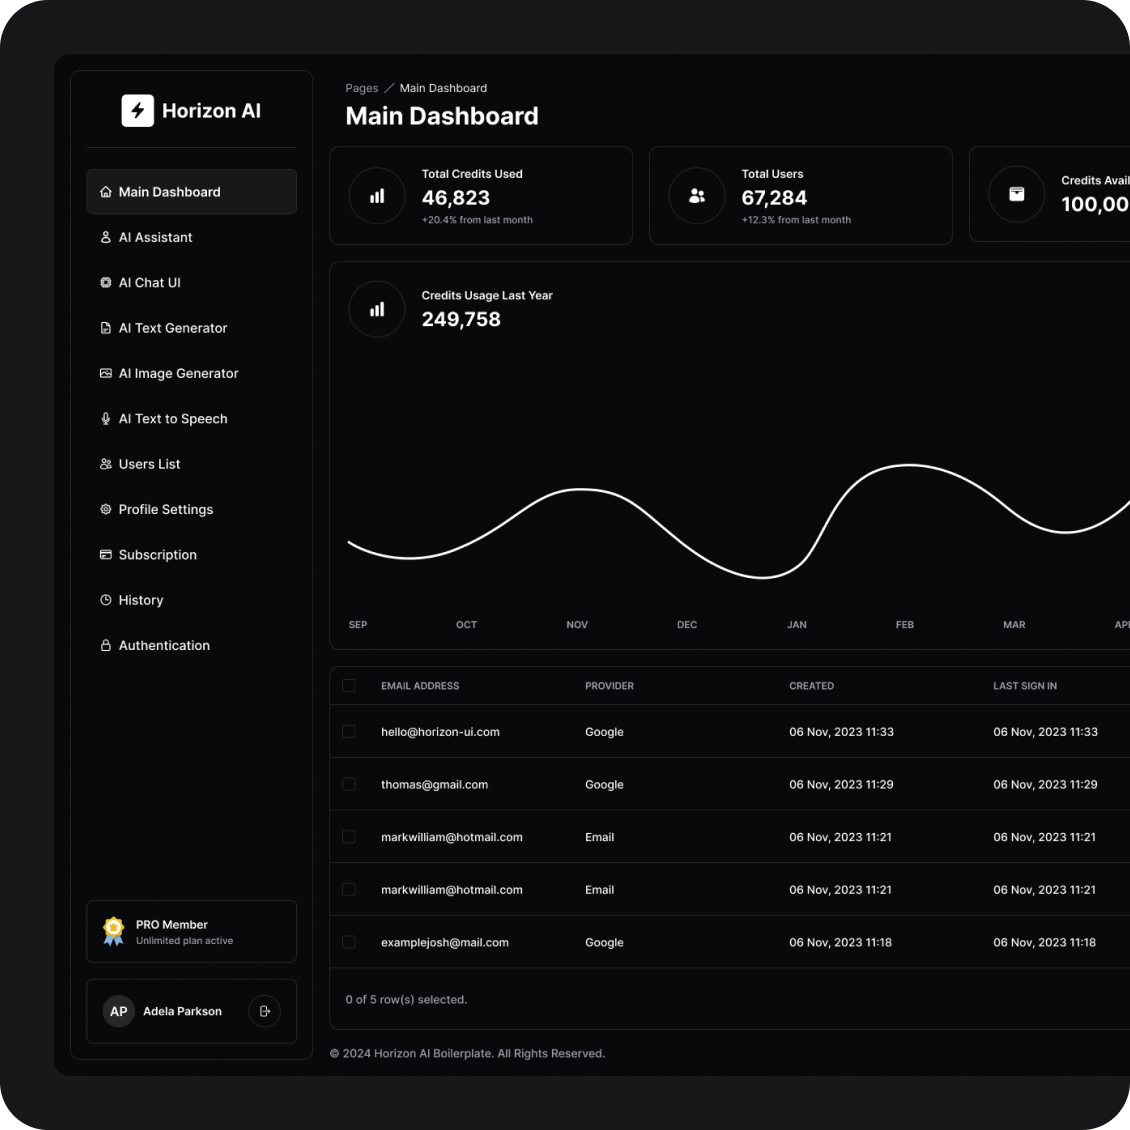 Horizon AI
Main Dashboard
AI Assistant
AI Chat UI
AI Text Generator
AI Image Generator
AI Text to Speech
Users List
Profile Settings
Subscription
History
Authentication
PRO Member
Unlimited plan active
AP Adela Parkson
Pages / Main Dashboard
Main Dashboard
Total Credits Used
46,823
+20.4% from last month
Total Users
67,284
+12.3% from last month
Credits Avail
100,00
Credits Usage Last Year
249,758
SEP OCT NOV DEC JAN FEB MAR AP
EMAIL ADDRESS PROVIDER CREATED LAST SIGN IN
hello@horizon-ui.com Google 06 Nov, 2023 11:33 06 Nov, 2023 11:33
thomas@gmail.com Google 06 Nov, 2023 11:29 06 Nov, 2023 11:29
markwilliam@hotmail.com Email 06 Nov, 2023 11:21 06 Nov, 2023 11:21
markwilliam@hotmail.com Email 06 Nov, 2023 11:21 06 Nov, 2023 11:21
examplejosh@mail.com Google 06 Nov, 2023 11:18 06 Nov, 2023 11:18
0 of 5 row(s) selected.
© 2024 Horizon AI Boilerplate. All Rights Reserved.